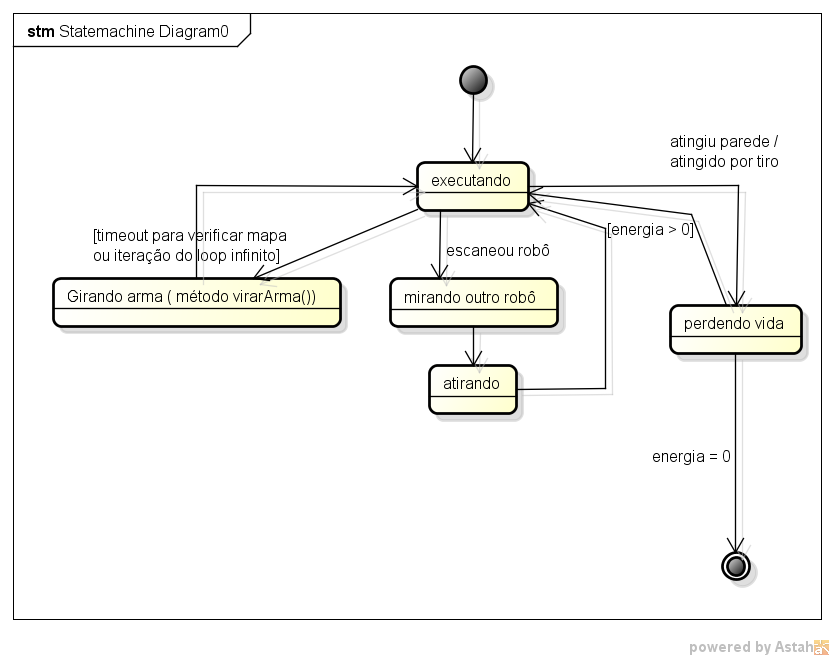 stm Statemachine Diagram0
atingiu parede /
atingido por tiro
executando
[timeout para verificar mapa
ou iteração do loop infinito]
[energia > 0]
escaneou robô
Girando arma ( método virarArma())
mirando outro robô
perdendo vida
atirando
energia = 0
powered by Astah